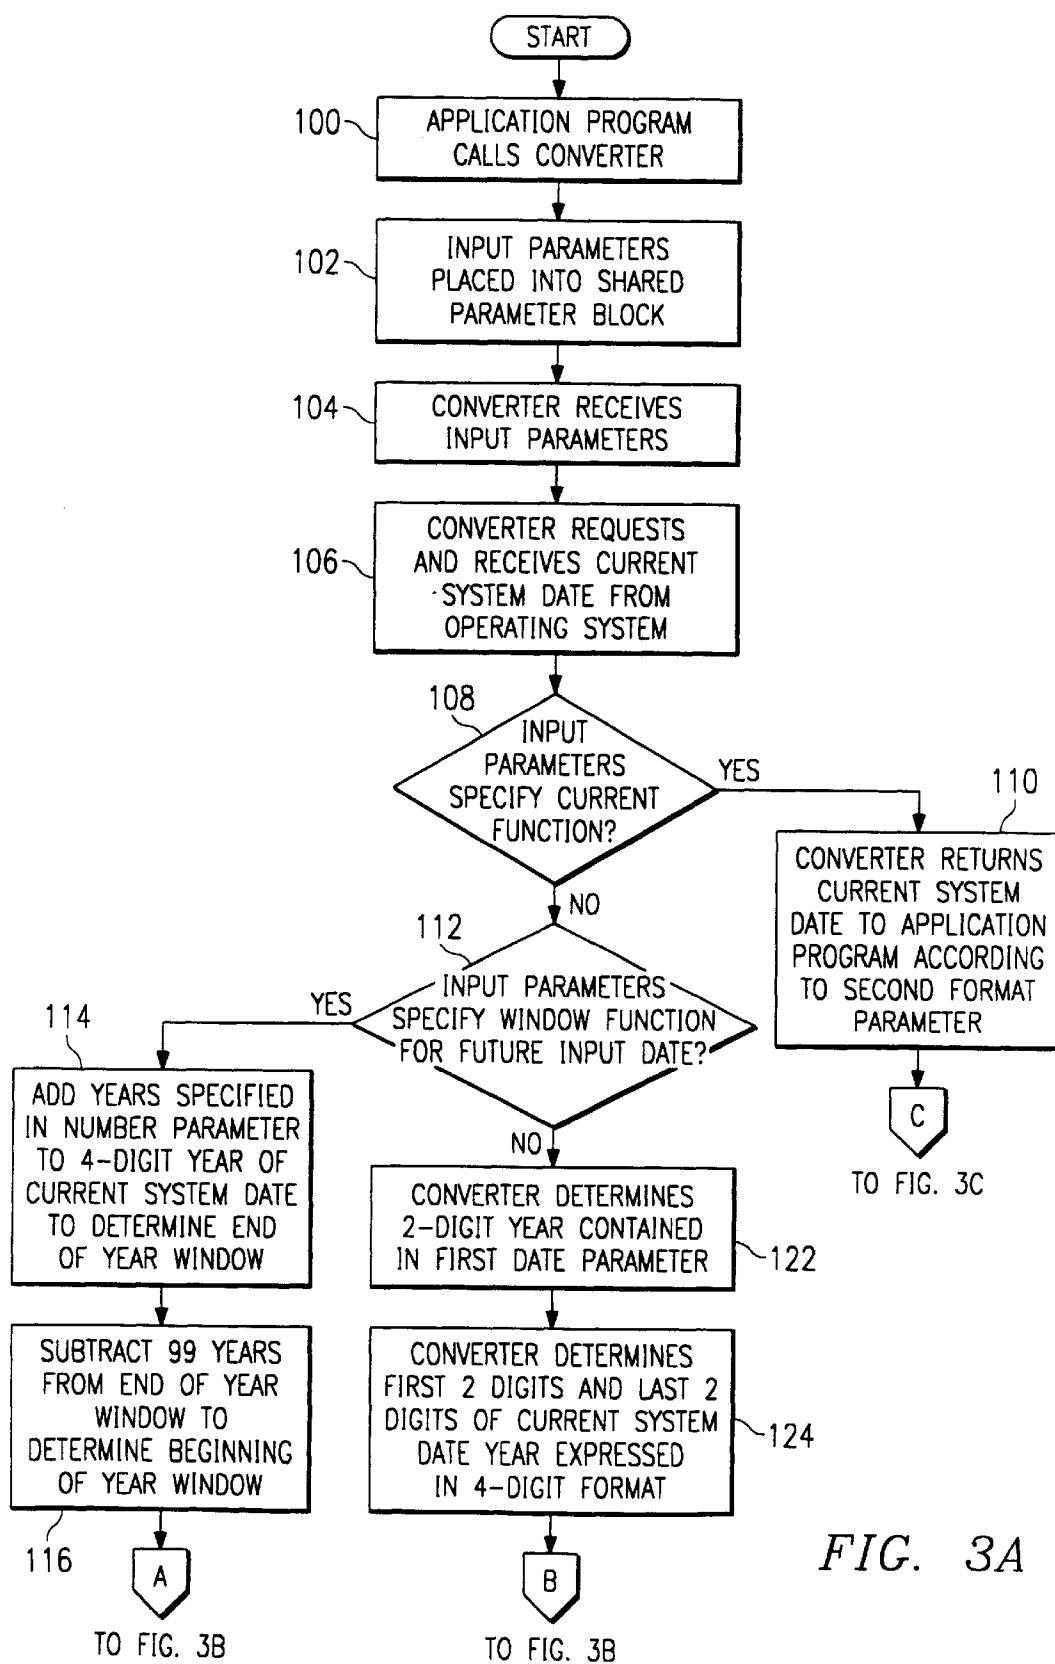 START
100
APPLICATION PROGRAM
CALLS CONVERTER
102
INPUT PARAMETERS
PLACED INTO SHARED
PARAMETER BLOCK
104
CONVERTER RECEIVES
INPUT PARAMETERS
106
CONVERTER REQUESTS
AND RECEIVES CURRENT
SYSTEM DATE FROM
OPERATING SYSTEM
108
INPUT
PARAMETERS
SPECIFY CURRENT
FUNCTION?
YES
NO
110
CONVERTER RETURNS
CURRENT SYSTEM
DATE TO APPLICATION
PROGRAM ACCORDING
TO SECOND FORMAT
PARAMETER
C
TO FIG. 3C
112
INPUT PARAMETERS
SPECIFY WINDOW FUNCTION
FOR FUTURE INPUT DATE?
YES
NO
114
ADD YEARS SPECIFIED
IN NUMBER PARAMETER
TO 4-DIGIT YEAR OF
CURRENT SYSTEM DATE
TO DETERMINE END
OF YEAR WINDOW
SUBTRACT 99 YEARS
FROM END OF YEAR
WINDOW TO
DETERMINE BEGINNING
OF YEAR WINDOW
116
A
TO FIG. 3B
CONVERTER DETERMINES
2-DIGIT YEAR CONTAINED
IN FIRST DATE PARAMETER
122
CONVERTER DETERMINES
FIRST 2 DIGITS AND LAST 2
DIGITS OF CURRENT SYSTEM
DATE YEAR EXPRESSED
IN 4-DIGIT FORMAT
124
B
TO FIG. 3B
FIG. 3A